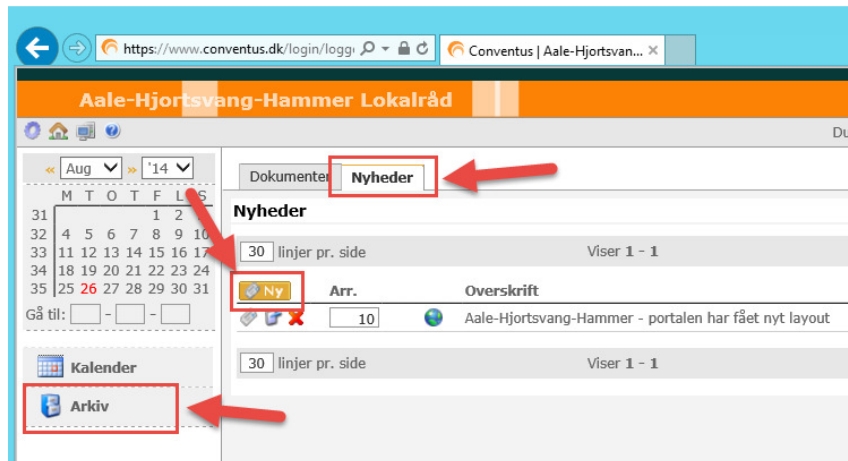 https://www.conventus.dk/login/logg
Conventus | Aale-Hjortsvan...
Aale-Hjortsvang-Hammer Lokalråd
Du
« Aug » '14
Dokumenter Nyheder
M T O T F L S
31 1 2
32 4 5 6 7 8 9 10
33 11 12 13 14 15 16 17
34 18 19 20 21 22 23 24
35 25 26 27 28 29 30 31
Gå til: - -
Kalender
Arkiv
Nyheder
30 linjer pr. side Viser 1 - 1
Ny Arr. Overskrift
10 Aale-Hjortsvang-Hammer - portalen har fået nyt layout
30 linjer pr. side Viser 1 - 1